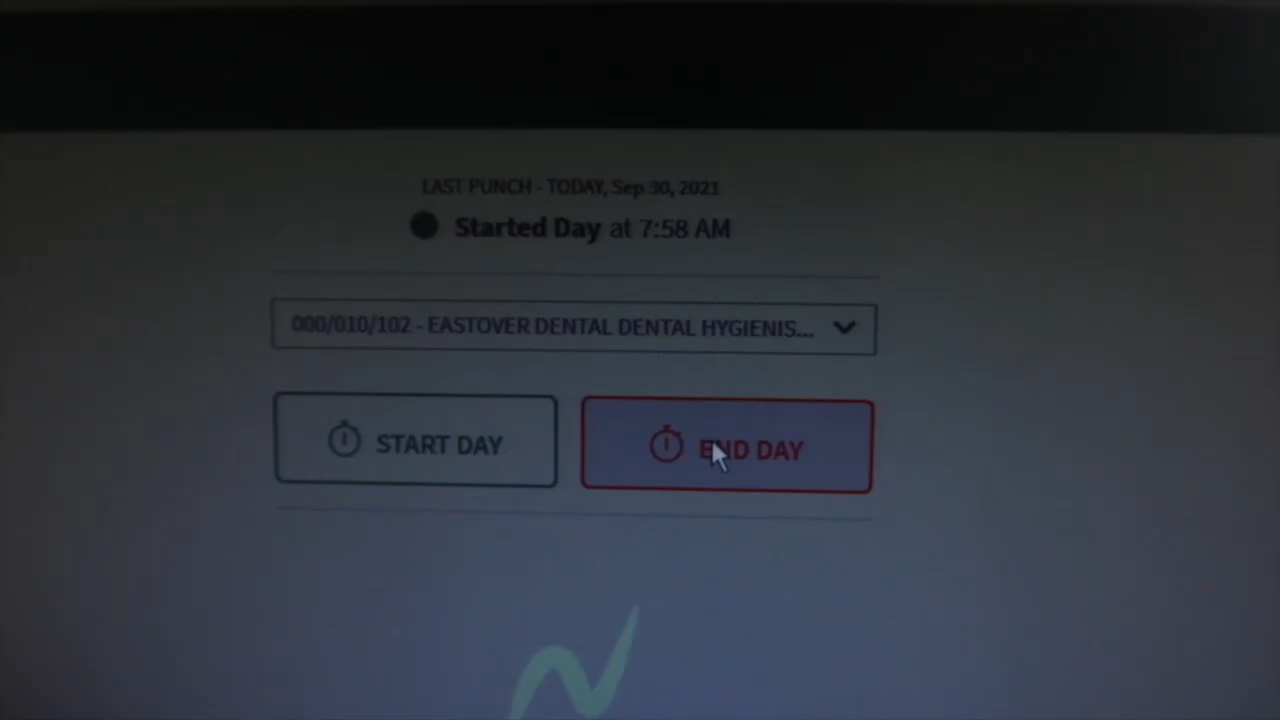 LAST PUNCH - TODAY, Sep 30, 2021
Started Day at 7:58 AM
000/010/102 - EASTOVER DENTAL DENTAL HYGIENIS...
START DAY
END DAY